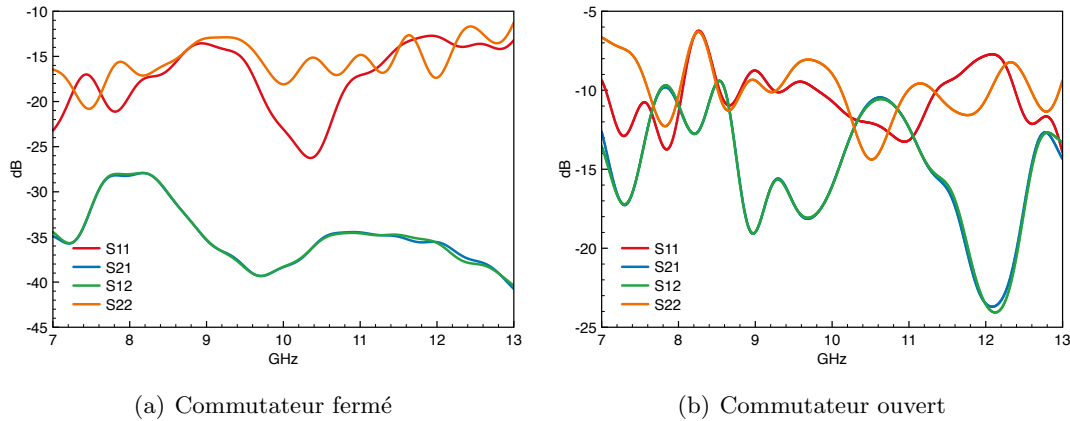 -10
-15
-20
-25
-30
-35
-40
-45
dB
S11
S21
S12
S22
7 8 9 10 11 12 13
GHz
(a) Commutateur fermé
-5
-10
-15
-20
-25
dB
S11
S21
S12
S22
7 8 9 10 11 12 13
GHz
(b) Commutateur ouvert